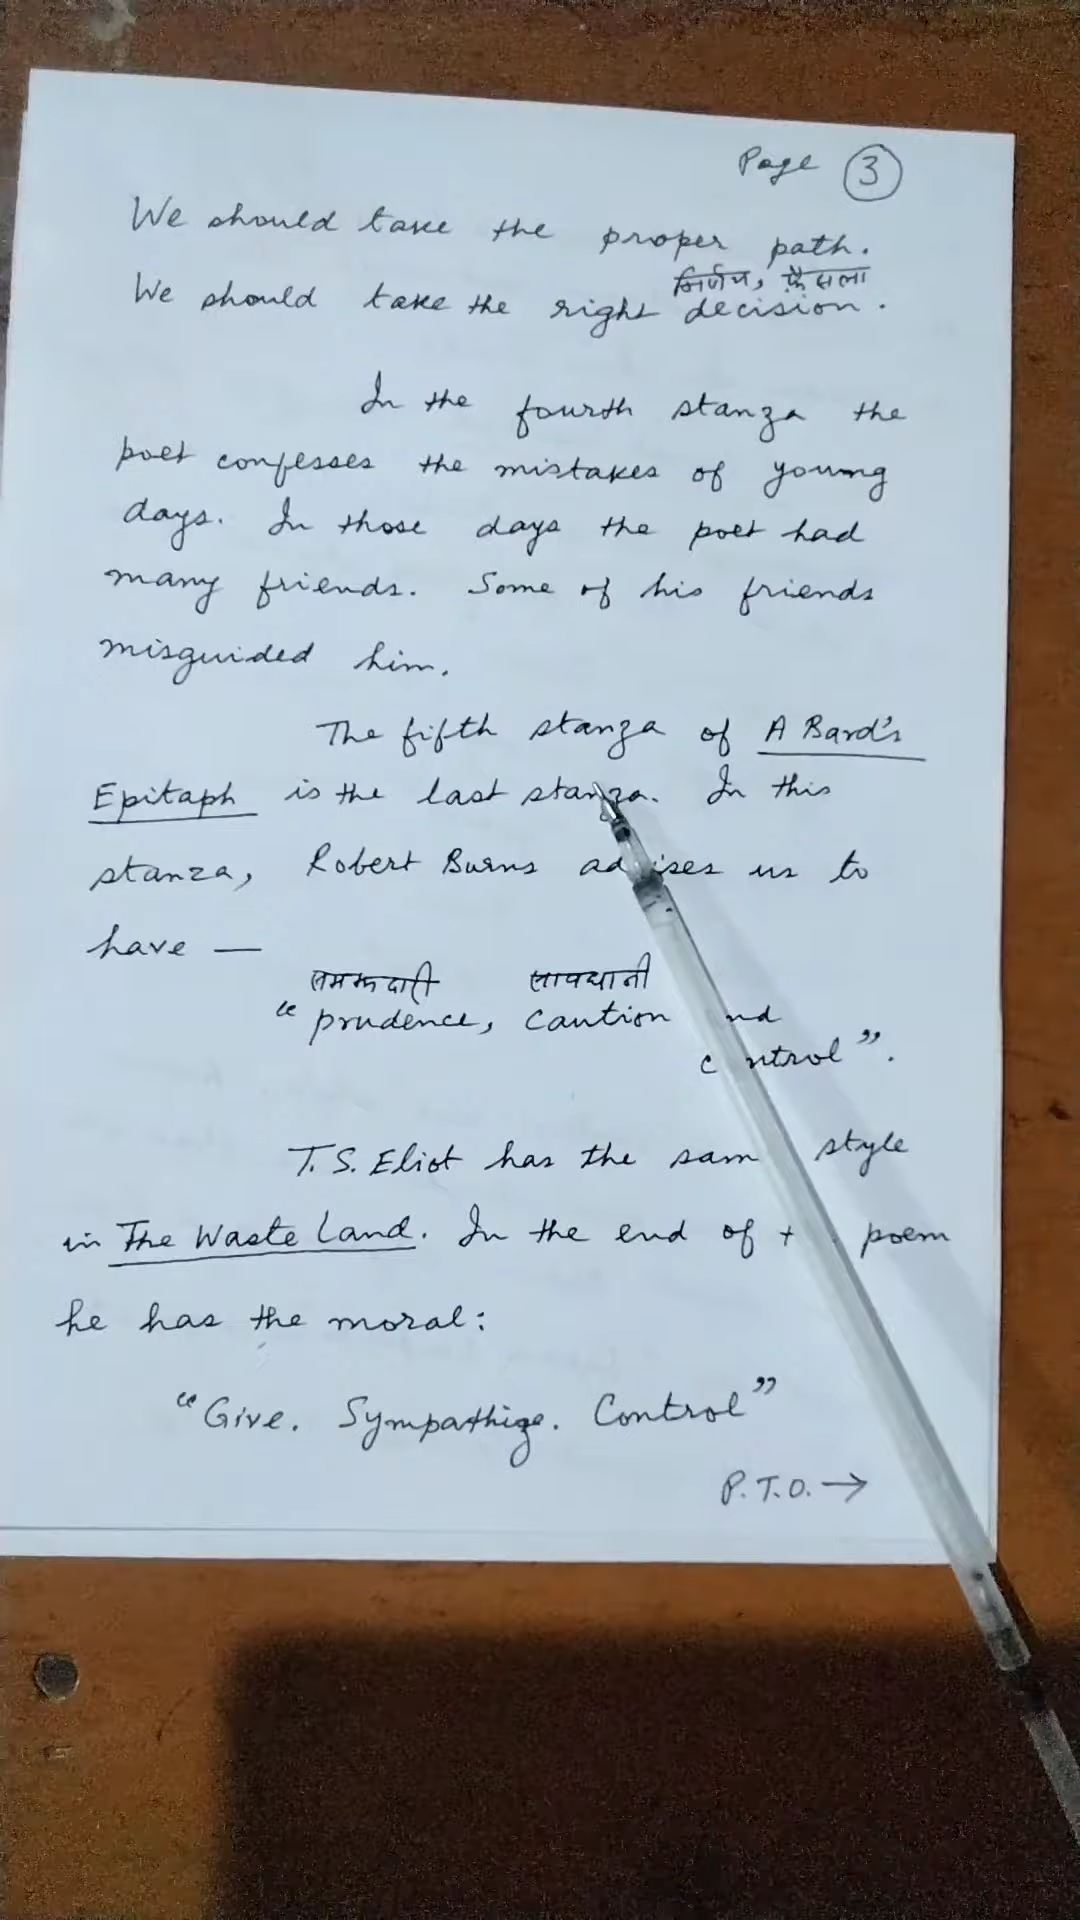 Page 3
We should take the proper path.
निर्णय, फ़ैसला
We should take the right decision.
In the fourth stanza the
poet confesses the mistakes of young
days. In those days the poet had
many friends. Some of his friends
misguided him.
The fifth stanza of A Bard's
Epitaph is the last stanza. In this
stanza, Robert Burns advises us to
have —
समझदारी सावधानी
"prudence, caution and
control".
T.S. Eliot has the same style
in The Waste Land. In the end of the poem
he has the moral:
"Give. Sympathize. Control"
P.T.O. →